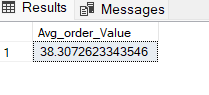 Results Messages
Avg_order_Value
1 38.3072623343546